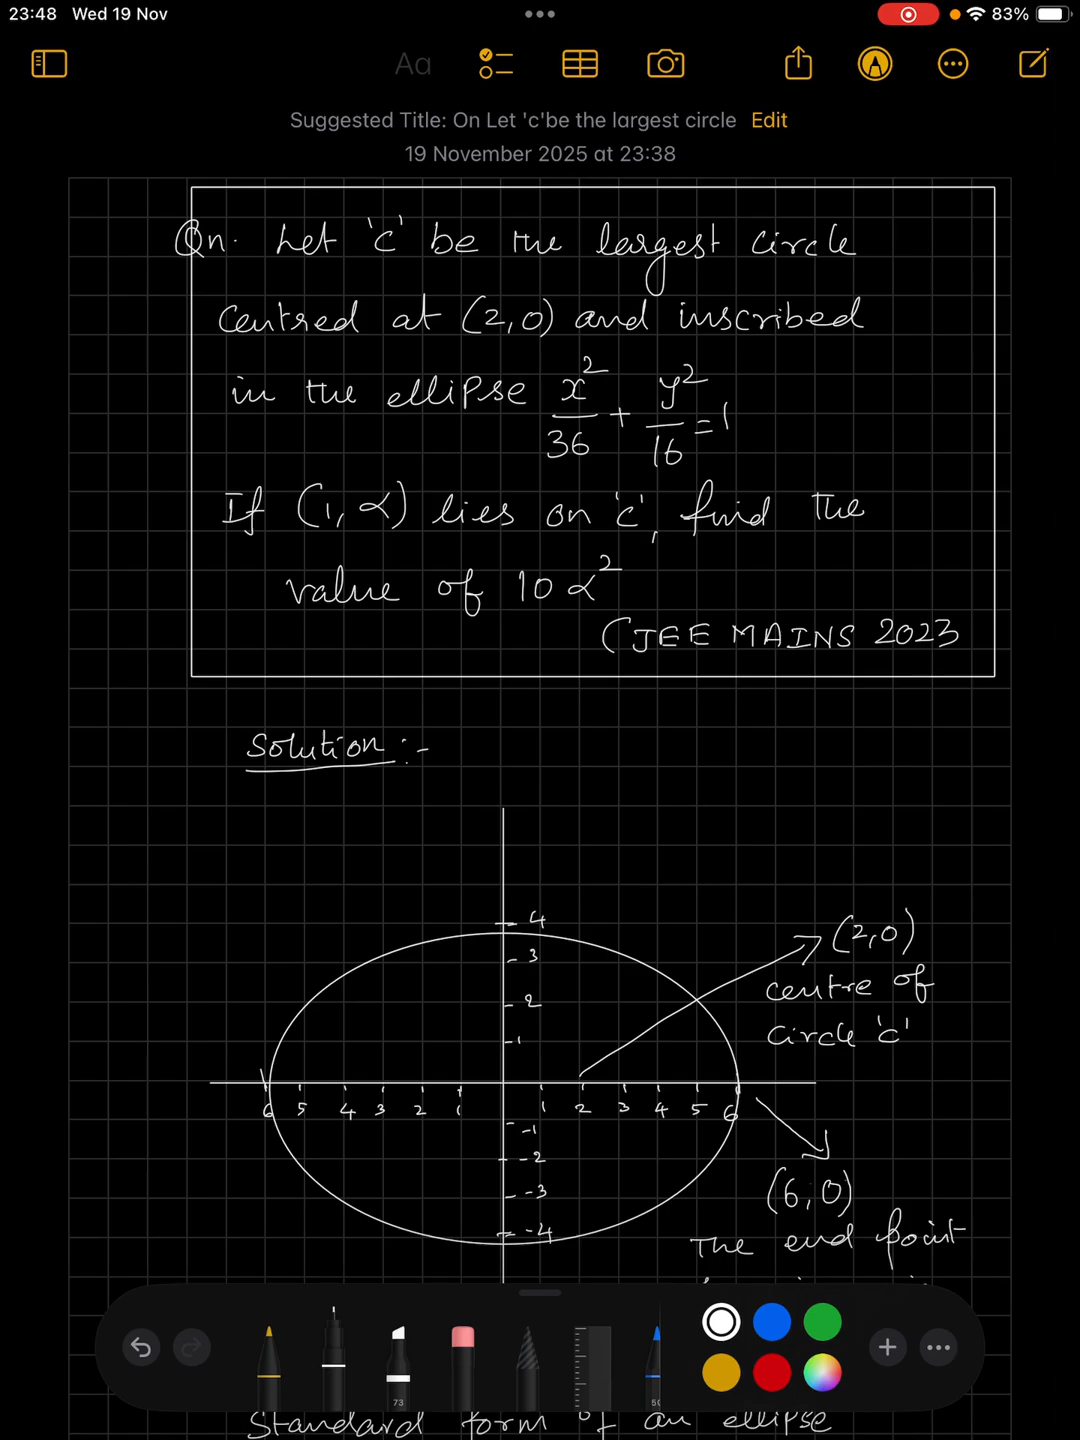 23:48 Wed 19 Nov
83%
Aa
Suggested Title: On Let 'c'be the largest circle Edit
19 November 2025 at 23:38
Qn. Let 'c' be the largest circle
centred at (2,0) and inscribed
in the ellipse x²/36 + y²/16 = 1
If (1, α) lies on 'c', find the
value of 10 α²
(JEE MAINS 2023
Solution :-
4
3
2
1
(2,0)
centre of
circle 'c'
6 5 4 3 2 1 1 2 3 4 5 6
-1
-2
-3
-4
(6,0)
The end point
73
50
Standard form of an ellipse